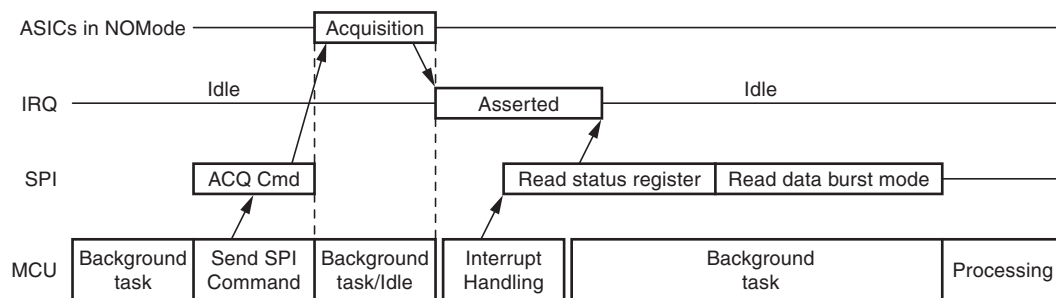 ASICs in NOMode
Acquisition
Idle
Idle
IRQ
Asserted
SPI
ACQ Cmd
Read status register
Read data burst mode
MCU
Background
task
Send SPI
Command
Background
task/Idle
Interrupt
Handling
Background
task
Processing